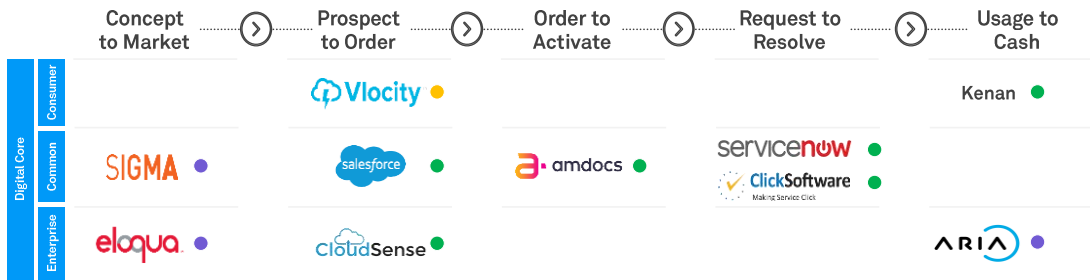 Concept
to Market
Prospect
to Order
Order to
Activate
Request to
Resolve
Usage to
Cash
Digital Core
Consumer
Vlocity
Kenan
Common
SIGMA
salesforce
amdocs
servicenow
ClickSoftware
Making Service Click
Enterprise
eloqua
CloudSense
ARIA